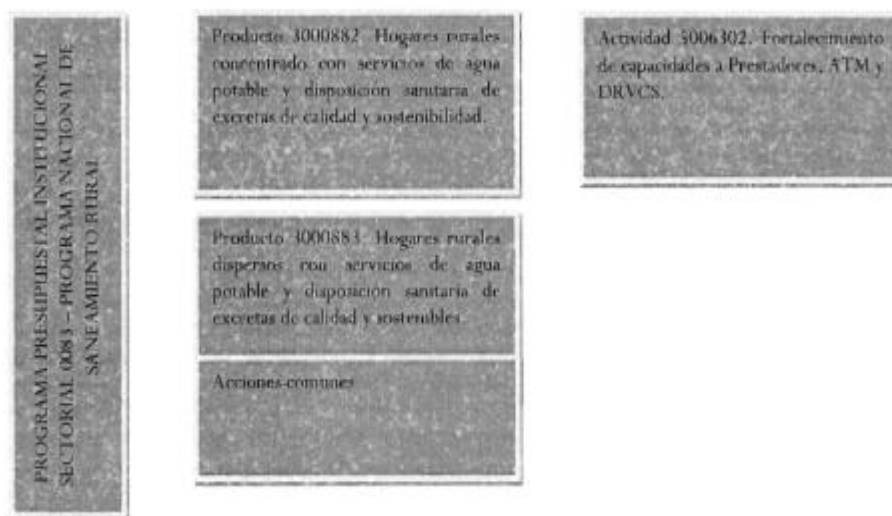 PROGRAMA PRESUPUESTAL INSTITUCIONAL
SECTORIAL 0083 – PROGRAMA NACIONAL DE
SANEAMIENTO RURAL
Producto 3000882. Hogares rurales
concentrado con servicios de agua
potable y disposición sanitaria de
excretas de calidad y sostenibilidad.
Producto 3000883. Hogares rurales
dispersos con servicios de agua
potable y disposición sanitaria de
excretas de calidad y sostenibles.
Acciones comunes
Actividad 5006302. Fortalecimiento
de capacidades a Prestadores, ATM y
DRVCS.